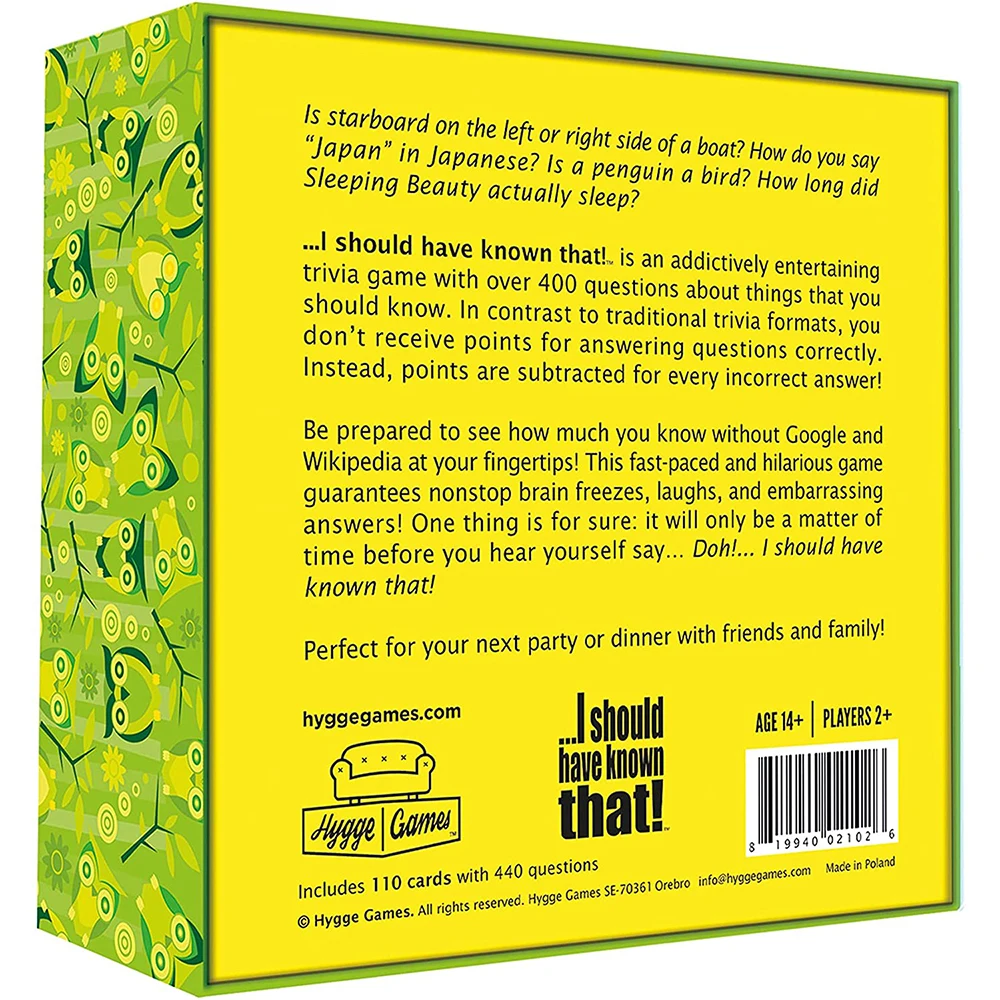 Is starboard on the left or right side of a boat? How do you say
“Japan” in Japanese? Is a penguin a bird? How long did
Sleeping Beauty actually sleep?
...I should have known that!™ is an addictively entertaining
trivia game with over 400 questions about things that you
should know. In contrast to traditional trivia formats, you
don’t receive points for answering questions correctly.
Instead, points are subtracted for every incorrect answer!
Be prepared to see how much you know without Google and
Wikipedia at your fingertips! This fast-paced and hilarious game
guarantees nonstop brain freezes, laughs, and embarrassing
answers! One thing is for sure: it will only be a matter of
time before you hear yourself say... Doh!... I should have
known that!
Perfect for your next party or dinner with friends and family!
hyggegames.com
Hygge | Games™
...I should
have known
that!™
AGE 14+ | PLAYERS 2+
8 19940 02102 6
Made in Poland
Includes 110 cards with 440 questions
© Hygge Games. All rights reserved. Hygge Games SE-70361 Orebro info@hyggegames.com